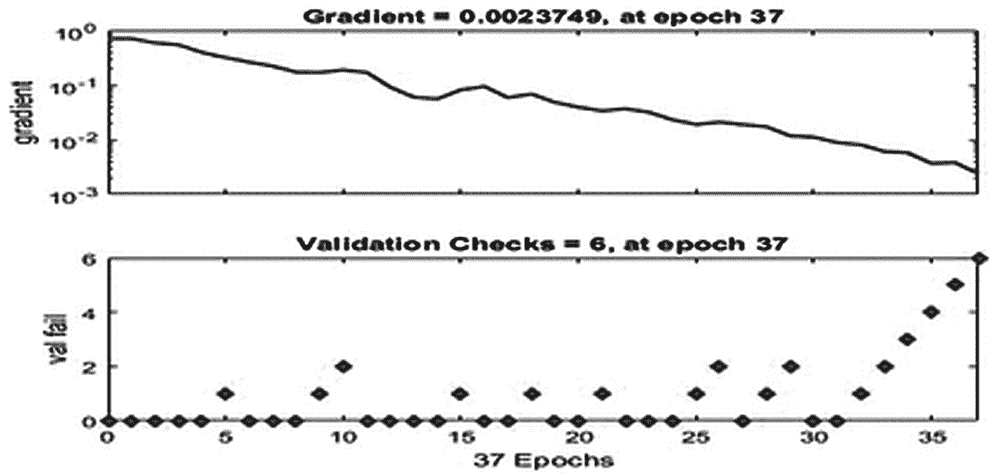 Gradient = 0.0023749, at epoch 37
10^0
10^-1
10^-2
10^-3
gradient
Validation Checks = 6, at epoch 37
6
4
2
0
val fail
0 5 10 15 20 25 30 35
37 Epochs